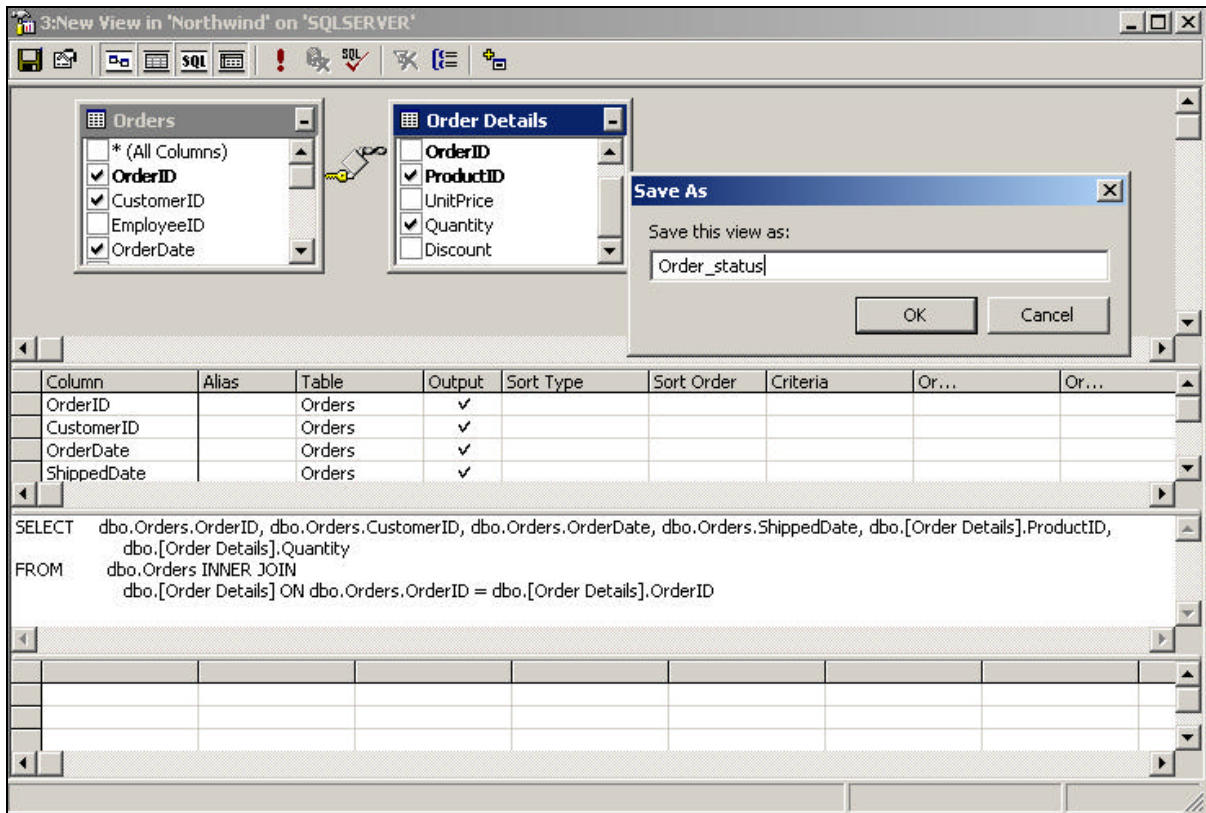 3:New View in 'Northwind' on 'SQLSERVER'
SQL
SQL
Orders
* (All Columns)
OrderID
CustomerID
EmployeeID
OrderDate
Order Details
OrderID
ProductID
UnitPrice
Quantity
Discount
Save As
Save this view as:
Order_status
OK Cancel
Column Alias Table Output Sort Type Sort Order Criteria Or... Or...
OrderID Orders
CustomerID Orders
OrderDate Orders
ShippedDate Orders
SELECT dbo.Orders.OrderID, dbo.Orders.CustomerID, dbo.Orders.OrderDate, dbo.Orders.ShippedDate, dbo.[Order Details].ProductID,
dbo.[Order Details].Quantity
FROM dbo.Orders INNER JOIN
dbo.[Order Details] ON dbo.Orders.OrderID = dbo.[Order Details].OrderID